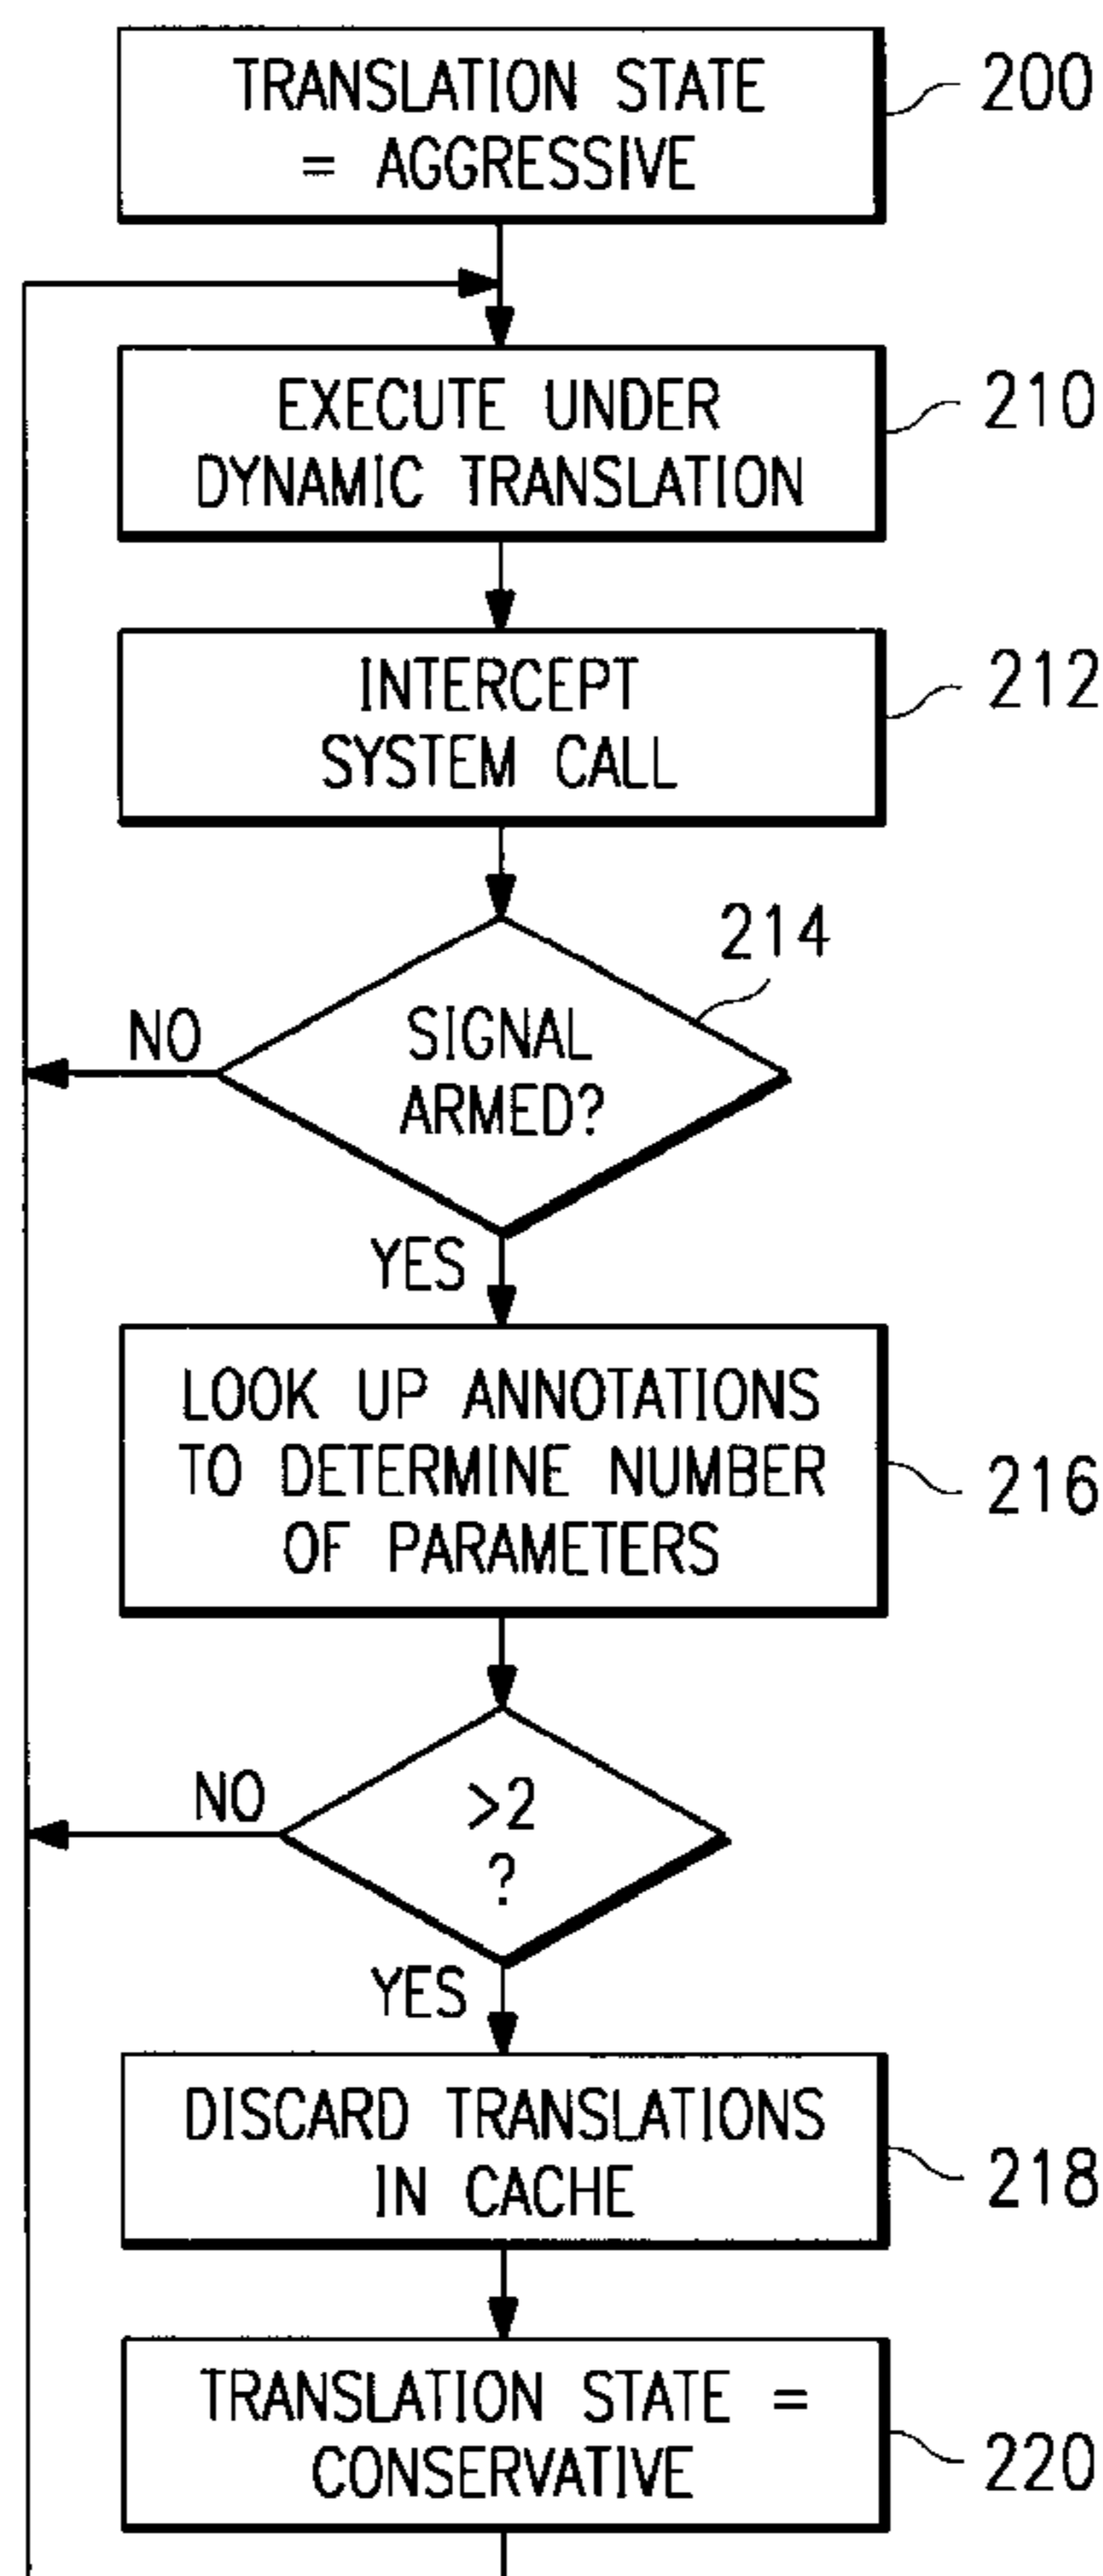 TRANSLATION STATE
= AGGRESSIVE
200
EXECUTE UNDER
DYNAMIC TRANSLATION
210
INTERCEPT
SYSTEM CALL
212
214
SIGNAL
ARMED?
NO
YES
LOOK UP ANNOTATIONS
TO DETERMINE NUMBER
OF PARAMETERS
216
>2
?
NO
YES
DISCARD TRANSLATIONS
IN CACHE
218
TRANSLATION STATE =
CONSERVATIVE
220